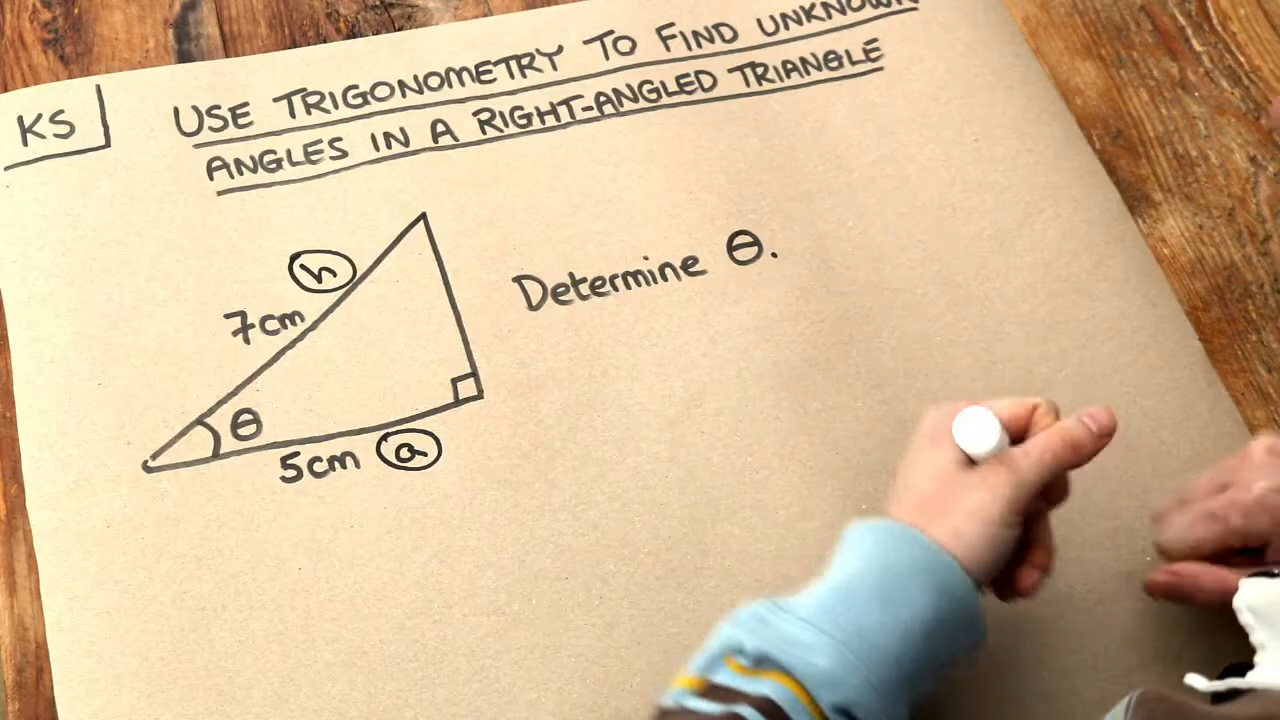 KS
USE TRIGONOMETRY TO FIND UNKNOWN
ANGLES IN A RIGHT-ANGLED TRIANGLE
h
7cm
Determine θ.
θ
5cm a